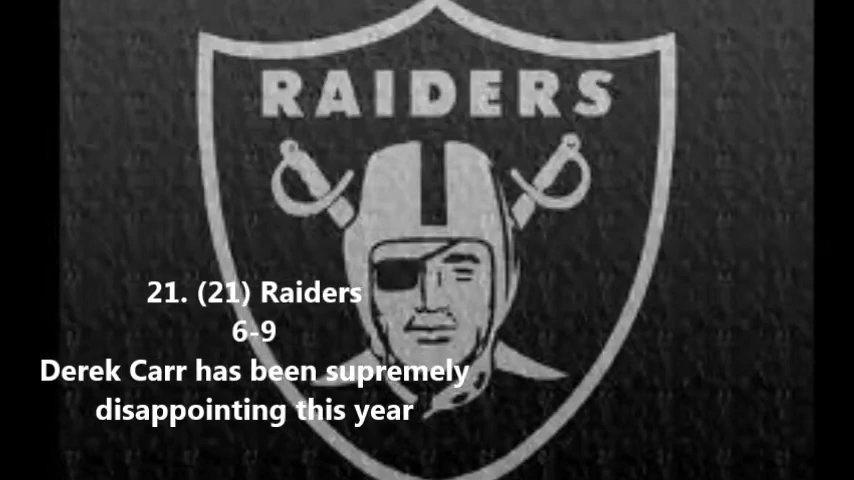 RAIDERS
21. (21) Raiders
6-9
Derek Carr has been supremely
disappointing this year